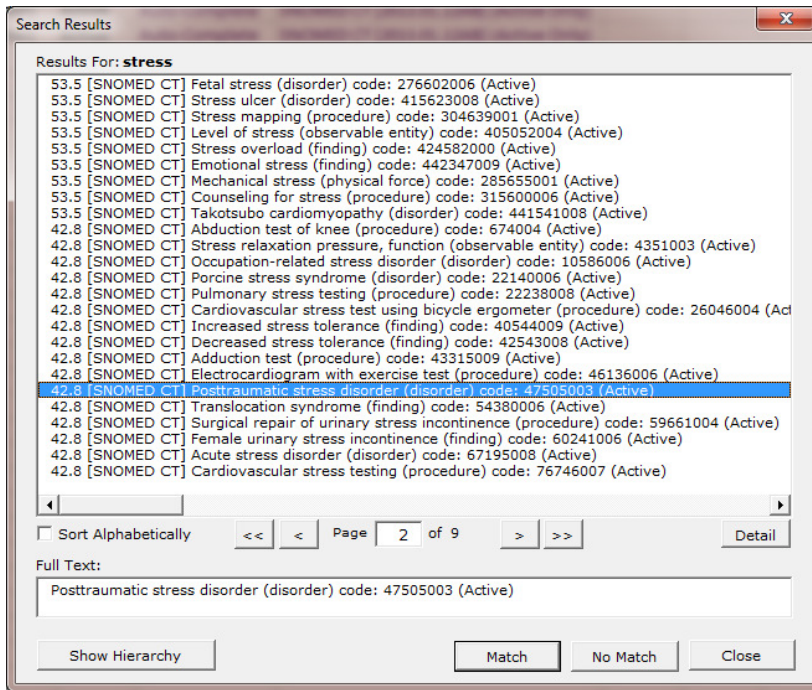 Search Results
Results For: stress
53.5 [SNOMED CT] Fetal stress (disorder) code: 276602006 (Active)
53.5 [SNOMED CT] Stress ulcer (disorder) code: 415623008 (Active)
53.5 [SNOMED CT] Stress mapping (procedure) code: 304639001 (Active)
53.5 [SNOMED CT] Level of stress (observable entity) code: 405052004 (Active)
53.5 [SNOMED CT] Stress overload (finding) code: 424582000 (Active)
53.5 [SNOMED CT] Emotional stress (finding) code: 442347009 (Active)
53.5 [SNOMED CT] Mechanical stress (physical force) code: 285655001 (Active)
53.5 [SNOMED CT] Counseling for stress (procedure) code: 315600006 (Active)
53.5 [SNOMED CT] Takotsubo cardiomyopathy (disorder) code: 441541008 (Active)
42.8 [SNOMED CT] Abduction test of knee (procedure) code: 674004 (Active)
42.8 [SNOMED CT] Stress relaxation pressure, function (observable entity) code: 4351003 (Active)
42.8 [SNOMED CT] Occupation-related stress disorder (disorder) code: 10586006 (Active)
42.8 [SNOMED CT] Porcine stress syndrome (disorder) code: 22140006 (Active)
42.8 [SNOMED CT] Pulmonary stress testing (procedure) code: 22238008 (Active)
42.8 [SNOMED CT] Cardiovascular stress test using bicycle ergometer (procedure) code: 26046004 (Act
42.8 [SNOMED CT] Increased stress tolerance (finding) code: 40544009 (Active)
42.8 [SNOMED CT] Decreased stress tolerance (finding) code: 42543008 (Active)
42.8 [SNOMED CT] Adduction test (procedure) code: 43315009 (Active)
42.8 [SNOMED CT] Electrocardiogram with exercise test (procedure) code: 46136006 (Active)
42.8 [SNOMED CT] Posttraumatic stress disorder (disorder) code: 47505003 (Active)
42.8 [SNOMED CT] Translocation syndrome (finding) code: 54380006 (Active)
42.8 [SNOMED CT] Surgical repair of urinary stress incontinence (procedure) code: 59661004 (Active)
42.8 [SNOMED CT] Female urinary stress incontinence (finding) code: 60241006 (Active)
42.8 [SNOMED CT] Acute stress disorder (disorder) code: 67195008 (Active)
42.8 [SNOMED CT] Cardiovascular stress testing (procedure) code: 76746007 (Active)
Sort Alphabetically << < Page 2 of 9 > >> Detail
Full Text:
Posttraumatic stress disorder (disorder) code: 47505003 (Active)
Show Hierarchy Match No Match Close